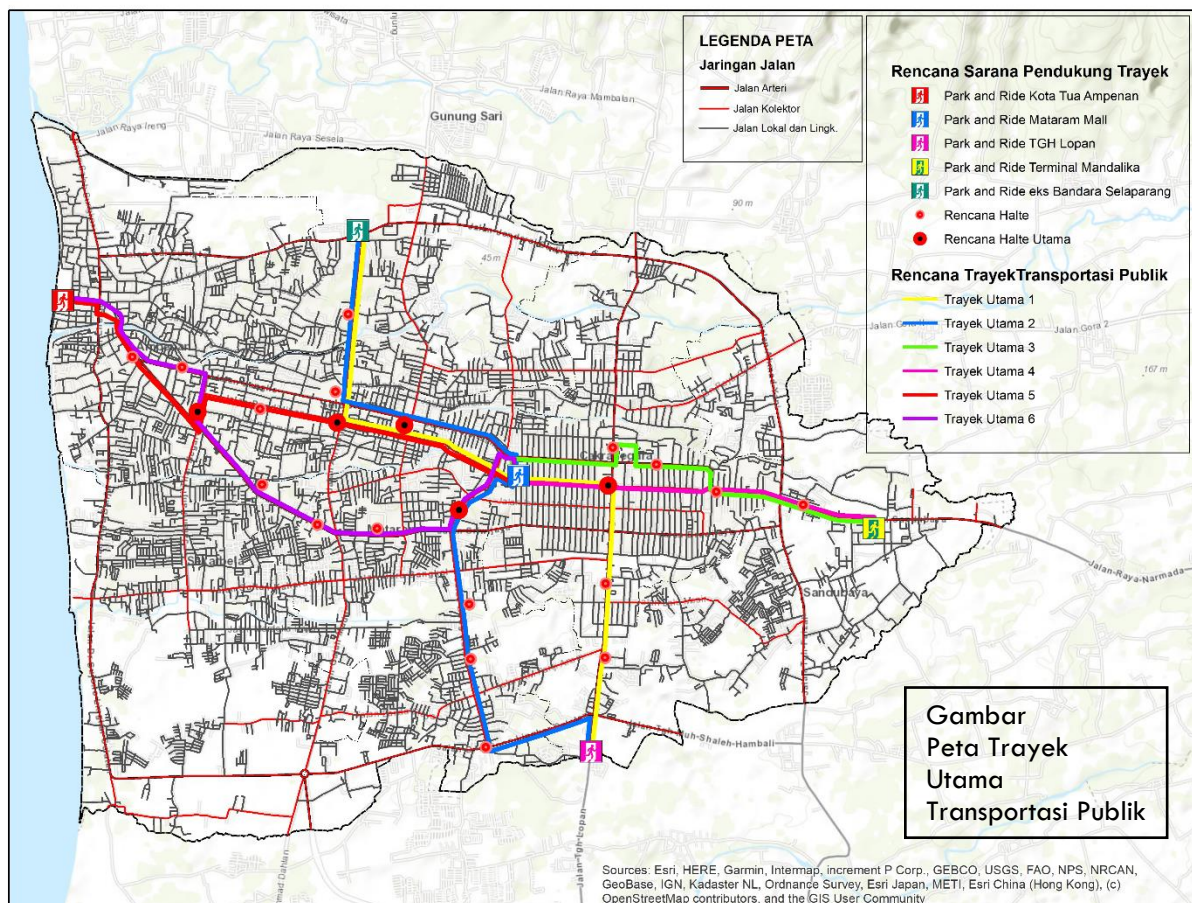 LEGENDA PETA
Jaringan Jalan
Jalan Arteri
Jalan Kolektor
Jalan Lokal dan Lingk.
Rencana Sarana Pendukung Trayek
Park and Ride Kota Tua Ampenan
Park and Ride Mataram Mall
Park and Ride TGH Lopan
Park and Ride Terminal Mandalika
Park and Ride eks Bandara Selaparang
Rencana Halte
Rencana Halte Utama
Rencana TrayekTransportasi Publik
Trayek Utama 1
Trayek Utama 2
Trayek Utama 3
Trayek Utama 4
Trayek Utama 5
Trayek Utama 6
Jalan Raya Mambalan
Gunung Sari
Jalan Raya Ireng
Jalan Raya Sesela
90 m
45 m
Jalan Gora 2
167 m
Jalan-Raya-Narmada
Sandubaya
Jalan-Tgh-Lopan
Gambar
Peta Trayek
Utama
Transportasi Publik
Sources: Esri, HERE, Garmin, Intermap, increment P Corp., GEBCO, USGS, FAO, NPS, NRCAN,
GeoBase, IGN, Kadaster NL, Ordnance Survey, Esri Japan, METI, Esri China (Hong Kong), (c)
OpenStreetMap contributors, and the GIS User Community